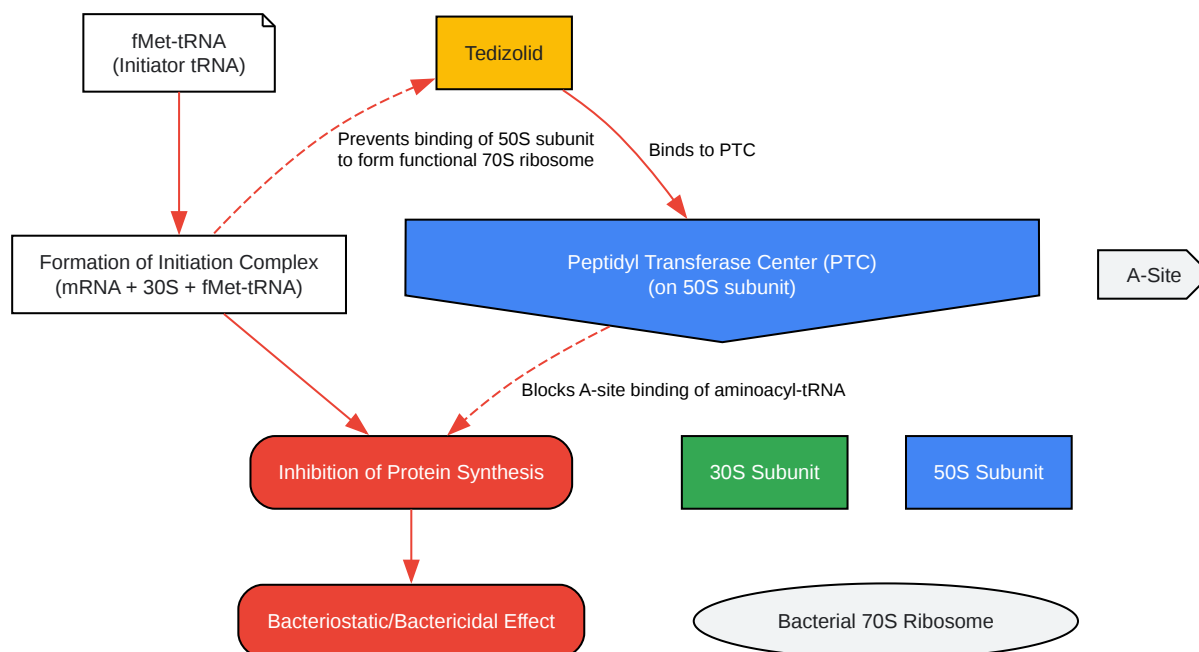 fMet-tRNA
(Initiator tRNA)
Tedizolid
Prevents binding of 50S subunit
to form functional 70S ribosome
Binds to PTC
Formation of Initiation Complex
(mRNA + 30S + fMet-tRNA)
Peptidyl Transferase Center (PTC)
(on 50S subunit)
A-Site
Blocks A-site binding of aminoacyl-tRNA
Inhibition of Protein Synthesis
30S Subunit
50S Subunit
Bacteriostatic/Bactericidal Effect
Bacterial 70S Ribosome